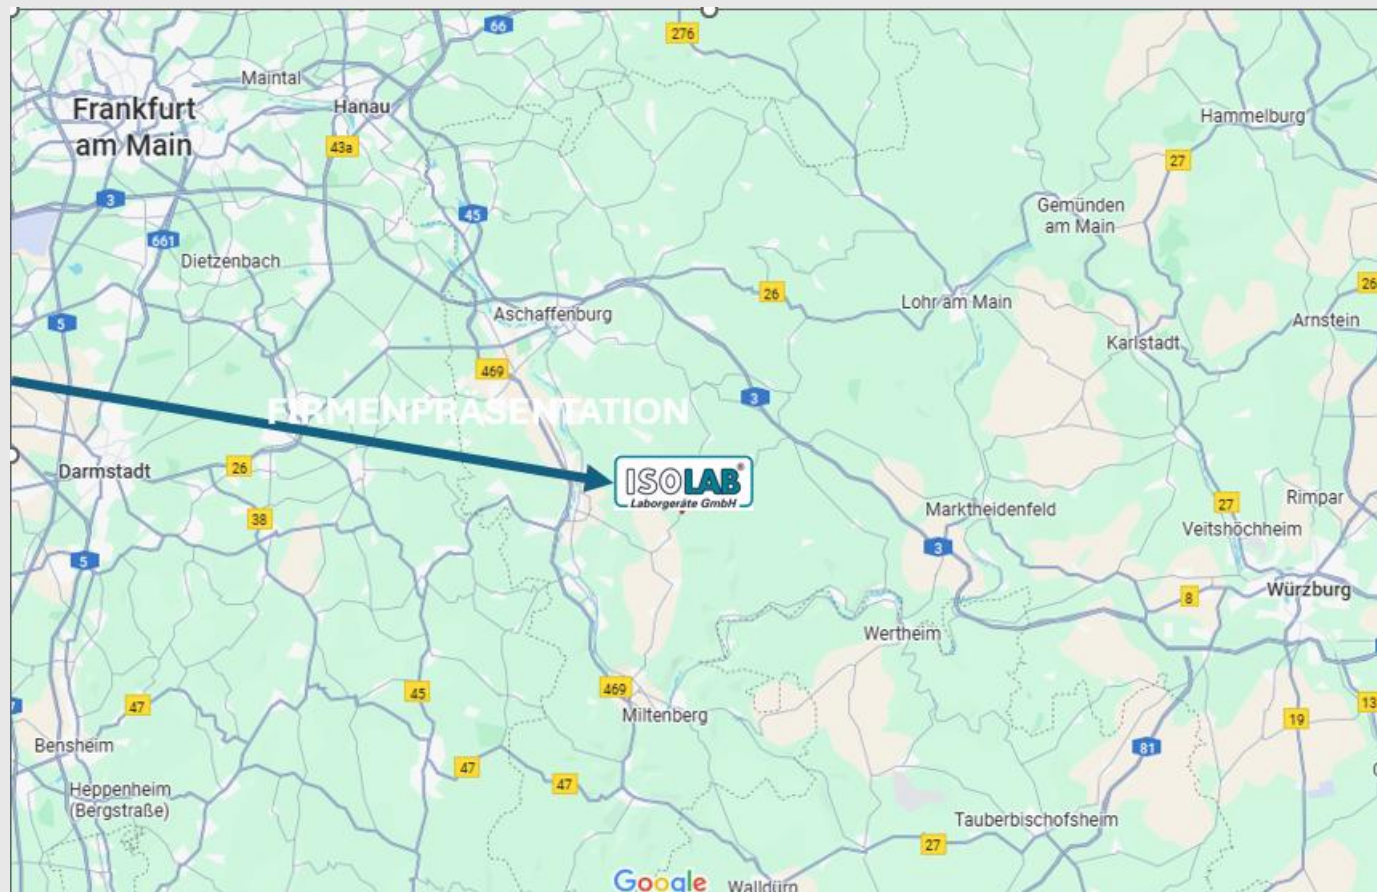 66
276
Maintal
Frankfurt
am Main
Hanau
43a
Hammelburg
27
3
45
661
Gemünden
am Main
Dietzenbach
5
26
Lohr am Main
26
Aschaffenburg
Arnstein
Karlstadt
469
3
FIRMENPRÄSENTATION
Darmstadt
26
ISOLAB®
Laborgeräte GmbH
38
Marktheidenfeld
27
Rimpar
Veitshöchheim
5
3
8
Würzburg
Wertheim
45
469
47
Miltenberg
13
19
Bensheim
81
47
47
Heppenheim
(Bergstraße)
Tauberbischofsheim
27
Google
Walldürn